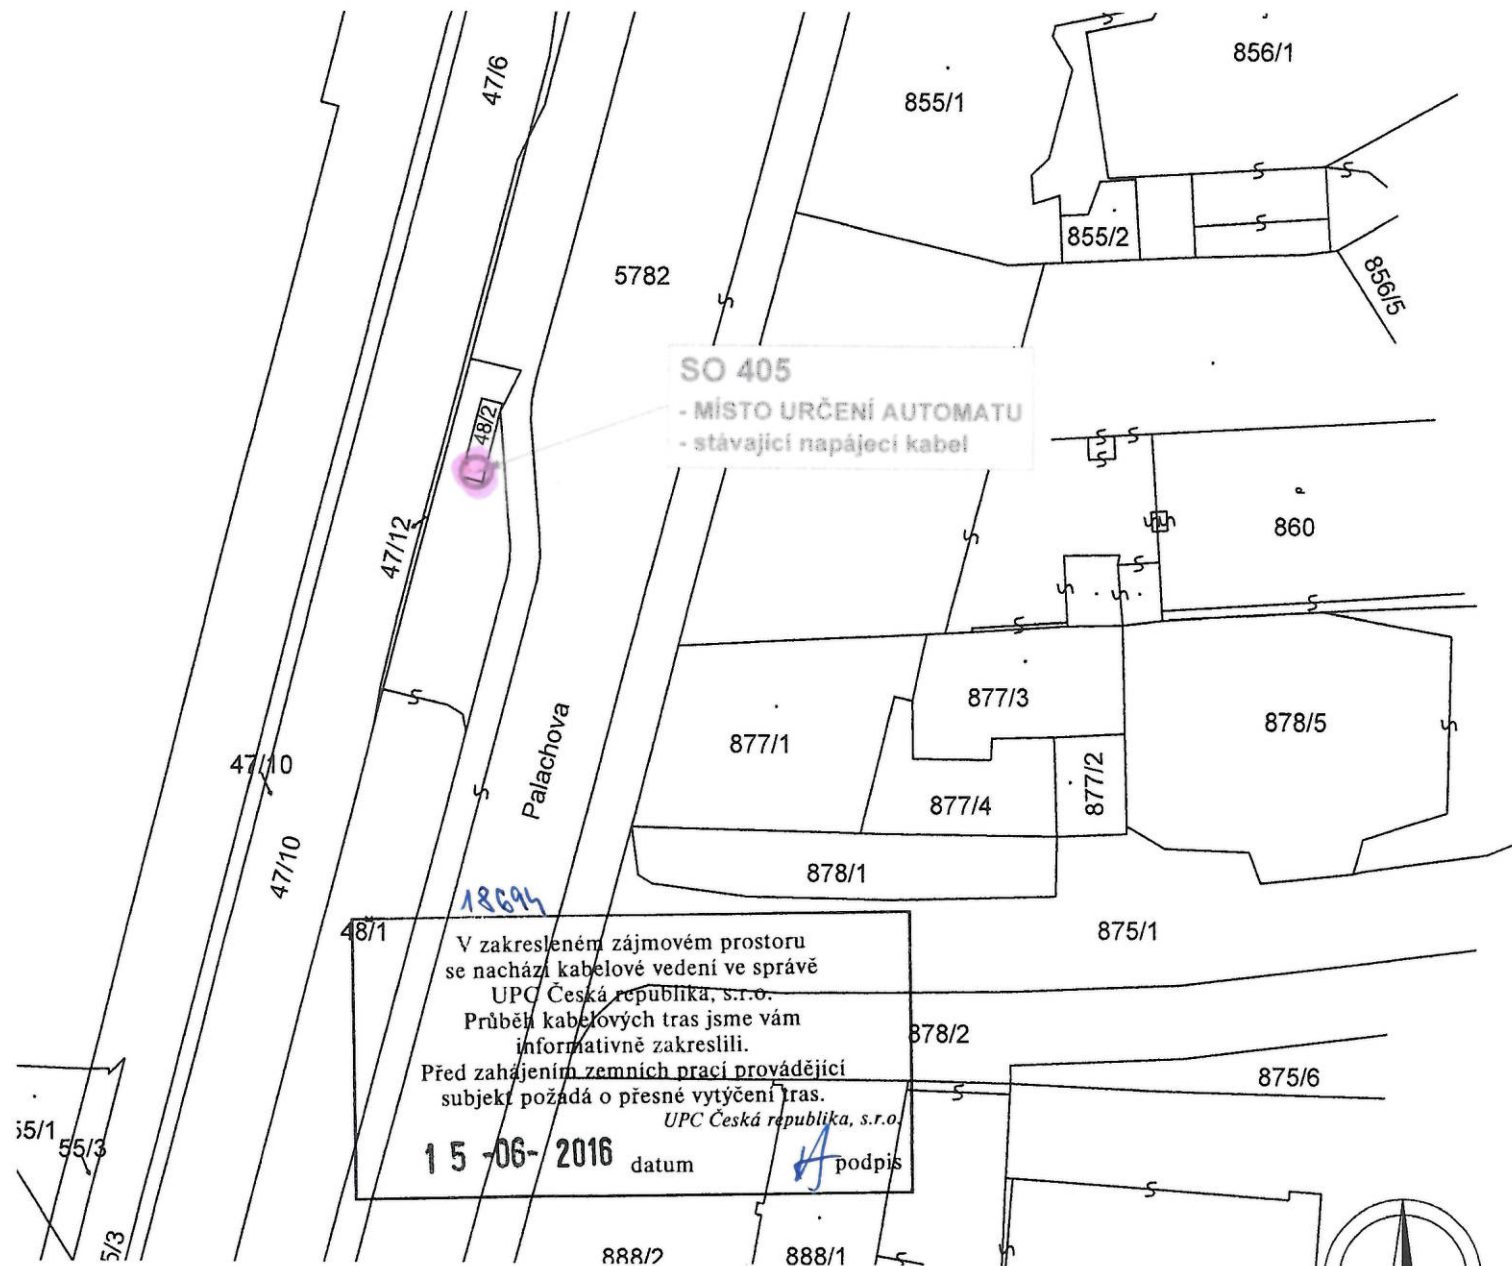 856/1
47/6
855/1
855/2
5782
856/5
SO 405
- MÍSTO URČENÍ AUTOMATU
- stávající napájecí kabel
48/2
860
47/12
877/3
877/1
878/5
47/10
877/2
Palachova
877/4
47/10
878/1
18694
48/1
875/1
V zakresleném zájmovém prostoru
se nachází kabelové vedení ve správě
UPC Česká republika, s.r.o.
Průběh kabelových tras jsme vám
informativně zakreslili.
Před zahájením zemních prací provádějící
subjekt požádá o přesné vytýčení tras.
UPC Česká republika, s.r.o.
15 -06- 2016 datum podpis
878/2
875/6
55/1
55/3
5/3
888/2
888/1